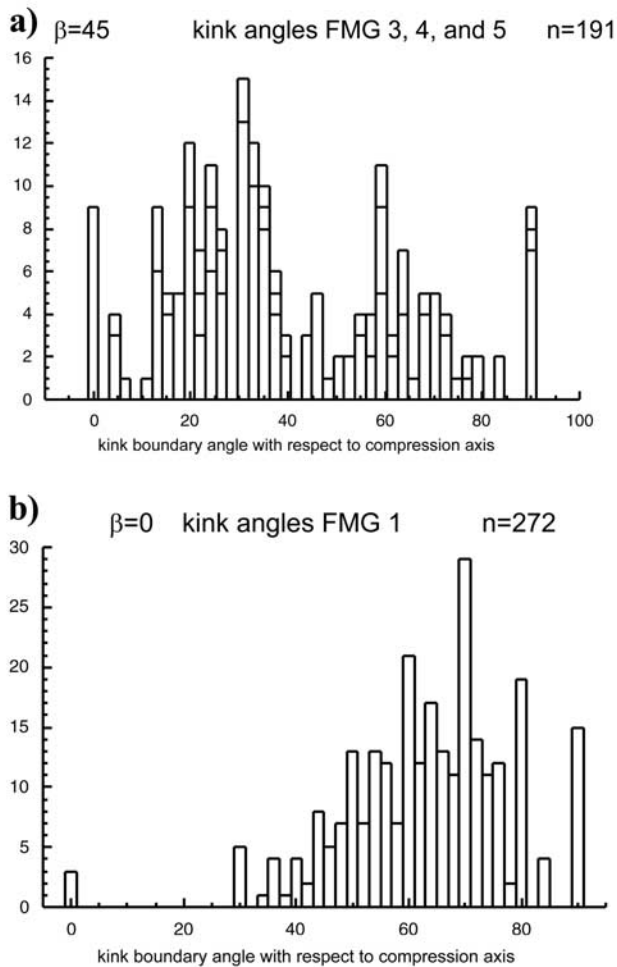 a) β=45 kink angles FMG 3, 4, and 5 n=191
16
14
12
10
8
6
4
2
0
0 20 40 60 80 100
kink boundary angle with respect to compression axis
b) β=0 kink angles FMG 1 n=272
30
25
20
15
10
5
0
0 20 40 60 80
kink boundary angle with respect to compression axis